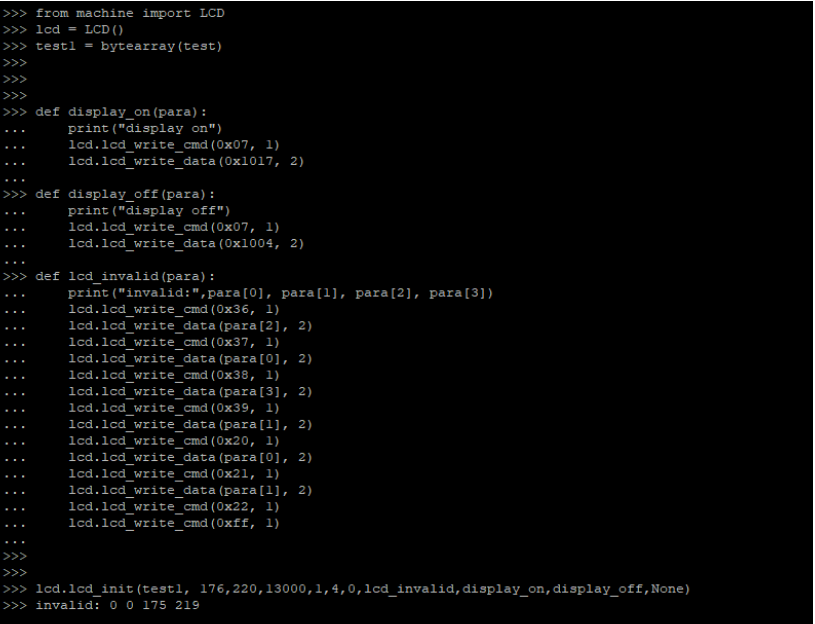 >>> from machine import LCD
>>> lcd = LCD()
>>> test1 = bytearray(test)
>>>
>>>
>>>
>>> def display_on(para):
...     print("display on")
...     lcd.lcd_write_cmd(0x07, 1)
...     lcd.lcd_write_data(0x1017, 2)
...
>>> def display_off(para):
...     print("display off")
...     lcd.lcd_write_cmd(0x07, 1)
...     lcd.lcd_write_data(0x1004, 2)
...
>>> def lcd_invalid(para):
...     print("invalid:",para[0], para[1], para[2], para[3])
...     lcd.lcd_write_cmd(0x36, 1)
...     lcd.lcd_write_data(para[2], 2)
...     lcd.lcd_write_cmd(0x37, 1)
...     lcd.lcd_write_data(para[0], 2)
...     lcd.lcd_write_cmd(0x38, 1)
...     lcd.lcd_write_data(para[3], 2)
...     lcd.lcd_write_cmd(0x39, 1)
...     lcd.lcd_write_data(para[1], 2)
...     lcd.lcd_write_cmd(0x20, 1)
...     lcd.lcd_write_data(para[0], 2)
...     lcd.lcd_write_cmd(0x21, 1)
...     lcd.lcd_write_data(para[1], 2)
...     lcd.lcd_write_cmd(0x22, 1)
...     lcd.lcd_write_cmd(0xff, 1)
...
>>>
>>>
>>> lcd.lcd_init(test1, 176,220,13000,1,4,0,lcd_invalid,display_on,display_off,None)
>>> invalid: 0 0 175 219